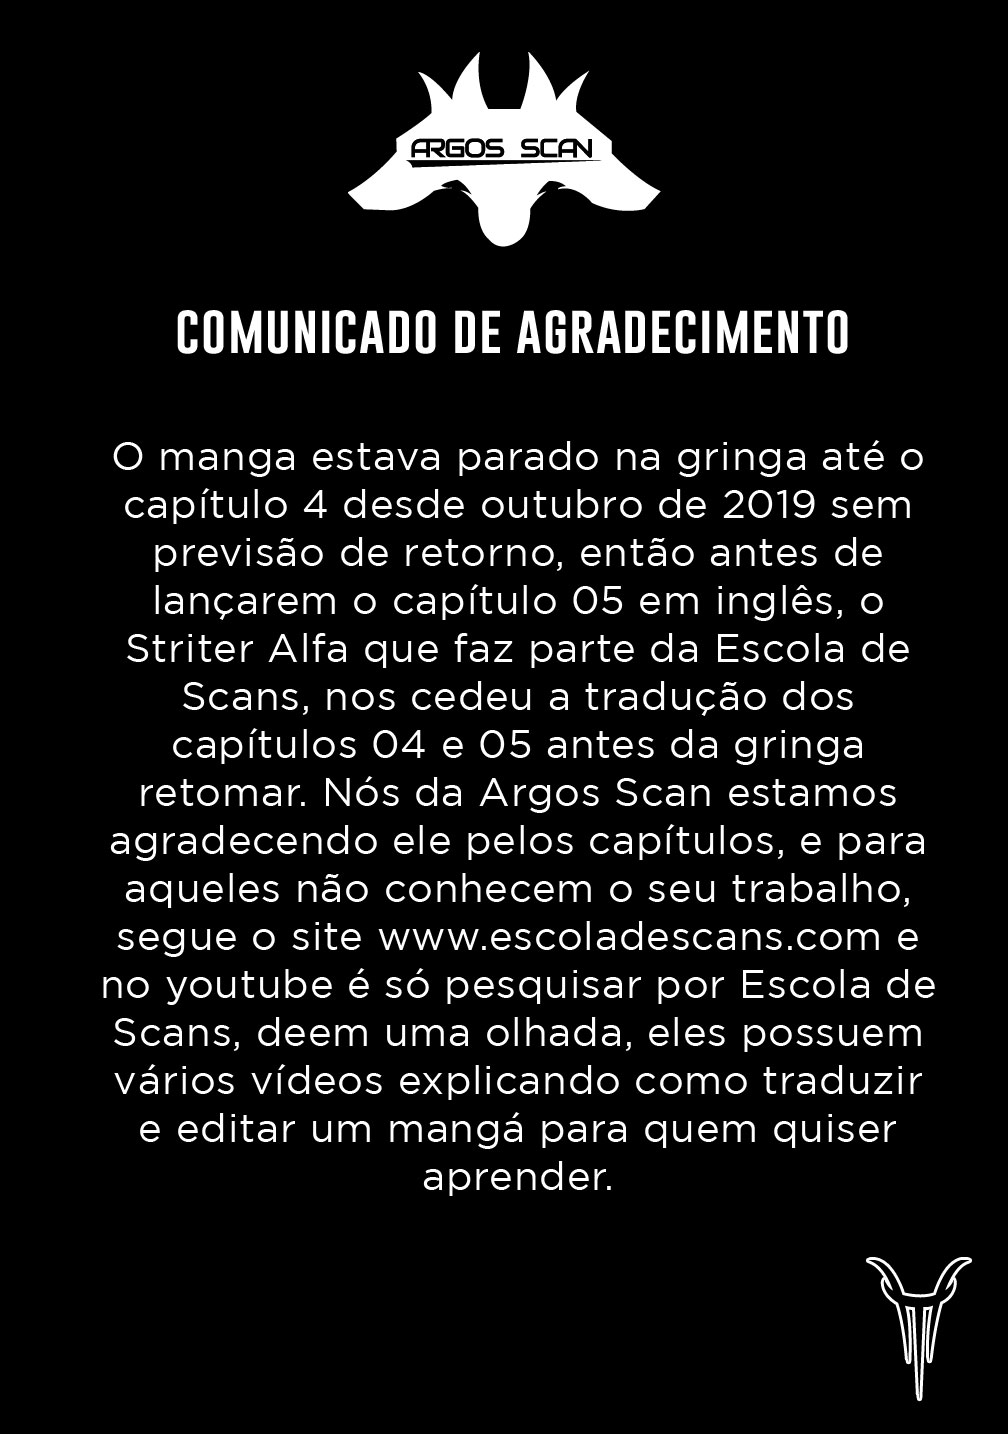 ARGOS SCAN
COMUNICADO DE AGRADECIMENTO
O manga estava parado na gringa até o
capítulo 4 desde outubro de 2019 sem
previsão de retorno, então antes de
lançarem o capítulo 05 em inglês, o
Striter Alfa que faz parte da Escola de
Scans, nos cedeu a tradução dos
capítulos 04 e 05 antes da gringa
retomar. Nós da Argos Scan estamos
agradecendo ele pelos capítulos, e para
aqueles não conhecem o seu trabalho,
segue o site www.escoladescans.com e
no youtube é só pesquisar por Escola de
Scans, deem uma olhada, eles possuem
vários vídeos explicando como traduzir
e editar um mangá para quem quiser
aprender.